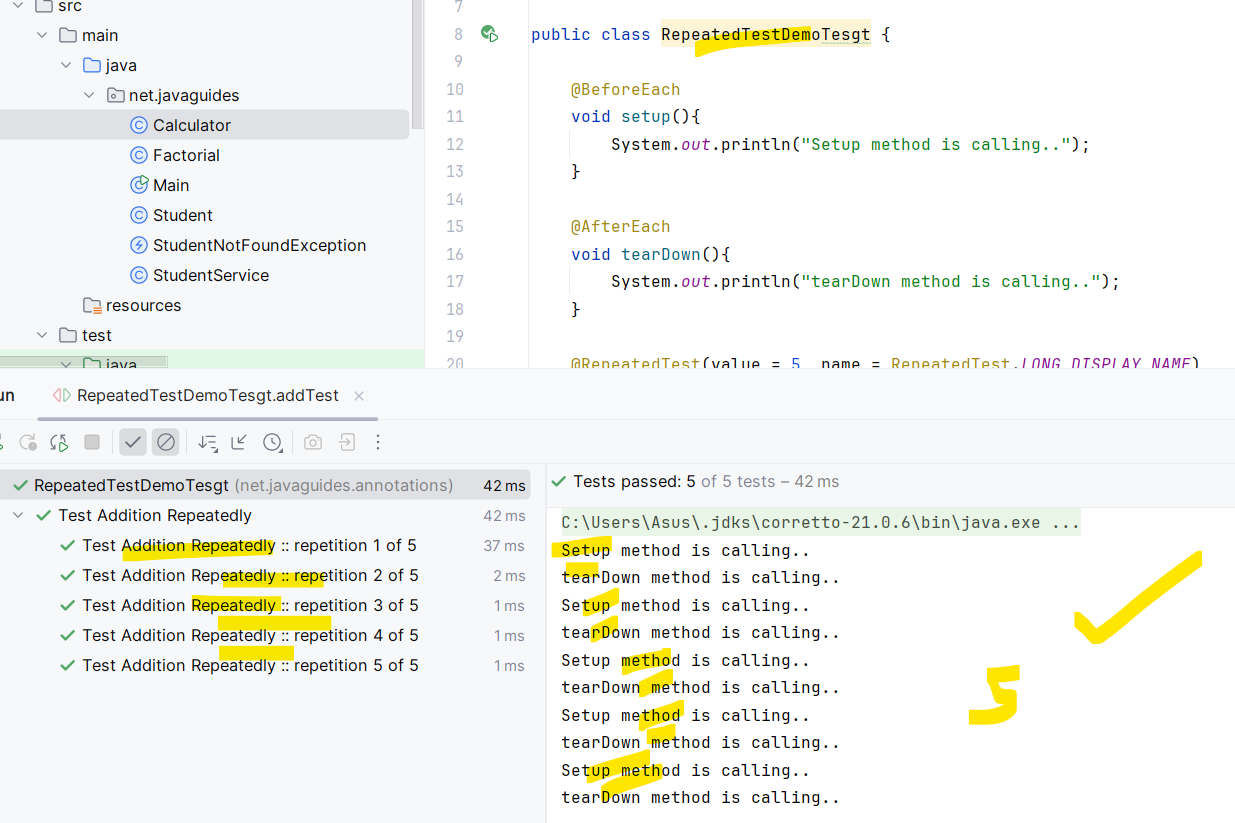 src
main
java
net.javaguides
Calculator
Factorial
Main
Student
StudentNotFoundException
StudentService
resources
test
java
7
8 public class RepeatedTestDemoTesgt {
9
10 @BeforeEach
11 void setup(){
12 System.out.println("Setup method is calling..");
13 }
14
15 @AfterEach
16 void tearDown(){
17 System.out.println("tearDown method is calling..");
18 }
19
20 @RepeatedTest(value = 5, name = RepeatedTest.LONG_DISPLAY_NAME)
un RepeatedTestDemoTesgt.addTest
RepeatedTestDemoTesgt (net.javaguides.annotations) 42 ms
Test Addition Repeatedly 42 ms
Test Addition Repeatedly :: repetition 1 of 5 37 ms
Test Addition Repeatedly :: repetition 2 of 5 2 ms
Test Addition Repeatedly :: repetition 3 of 5 1 ms
Test Addition Repeatedly :: repetition 4 of 5 1 ms
Test Addition Repeatedly :: repetition 5 of 5 1 ms
Tests passed: 5 of 5 tests – 42 ms
C:\Users\Asus\.jdks\corretto-21.0.6\bin\java.exe ...
Setup method is calling..
tearDown method is calling..
Setup method is calling..
tearDown method is calling..
Setup method is calling..
tearDown method is calling..
Setup method is calling..
tearDown method is calling..
Setup method is calling..
tearDown method is calling..
5